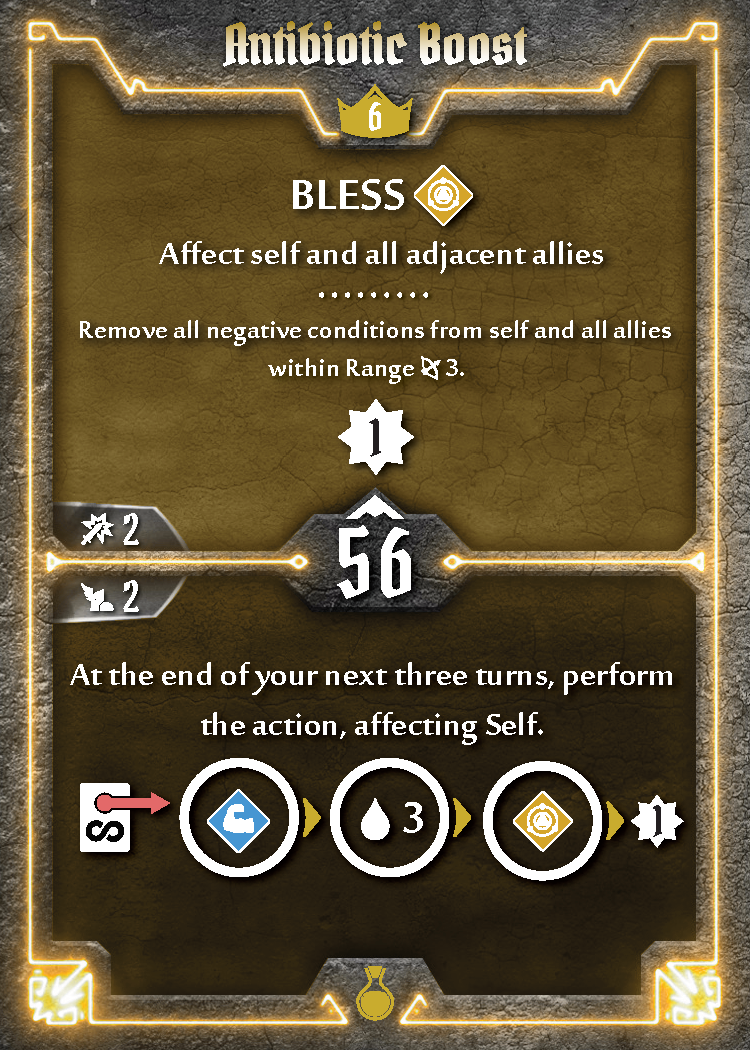 Antibiotic Boost
6
BLESS
Affect self and all adjacent allies
.........
Remove all negative conditions from self and all allies
within Range 3.
1
2
56
2
At the end of your next three turns, perform
the action, affecting Self.
3
1